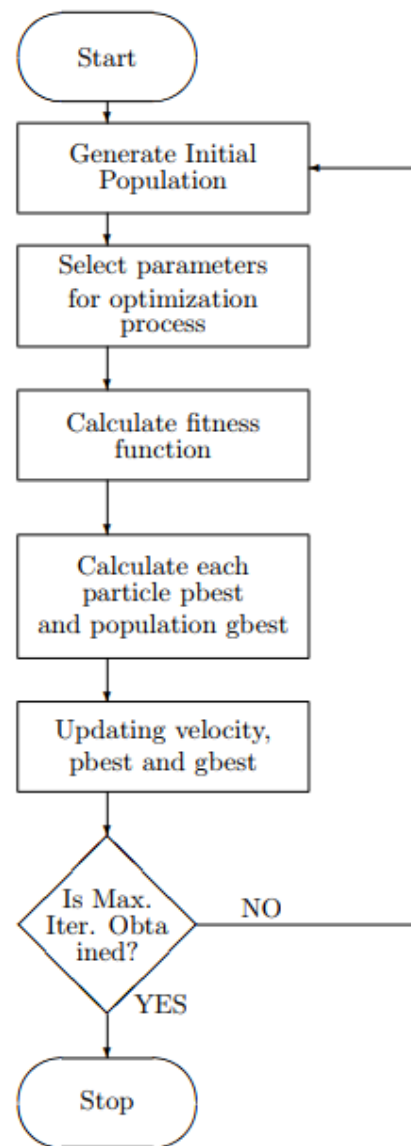 Start
Generate Initial
Population
Select parameters
for optimization
process
Calculate fitness
function
Calculate each
particle pbest
and population gbest
Updating velocity,
pbest and gbest
Is Max.
Iter. Obta
ined?
NO
YES
Stop